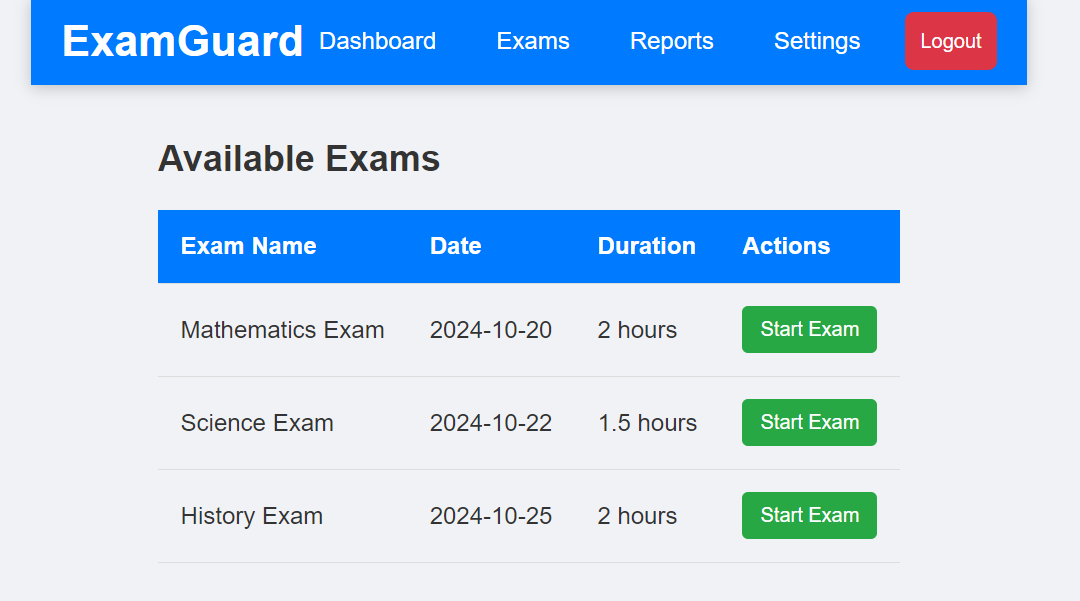 ExamGuard Dashboard Exams Reports Settings Logout
Available Exams
Exam Name Date Duration Actions
Mathematics Exam 2024-10-20 2 hours Start Exam
Science Exam 2024-10-22 1.5 hours Start Exam
History Exam 2024-10-25 2 hours Start Exam